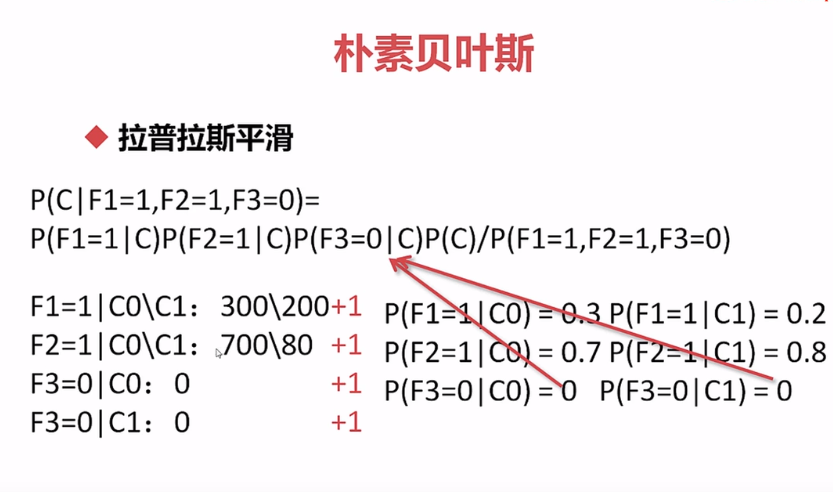 朴素贝叶斯
拉普拉斯平滑
P(C|F1=1,F2=1,F3=0)=
P(F1=1|C)P(F2=1|C)P(F3=0|C)P(C)/P(F1=1,F2=1,F3=0)
F1=1|C0\C1：300\200+1
F2=1|C0\C1：700\80 +1
F3=0|C0：0 +1
F3=0|C1：0 +1
P(F1=1|C0) = 0.3 P(F1=1|C1) = 0.2
P(F2=1|C0) = 0.7 P(F2=1|C1) = 0.8
P(F3=0|C0) = 0 P(F3=0|C1) = 0